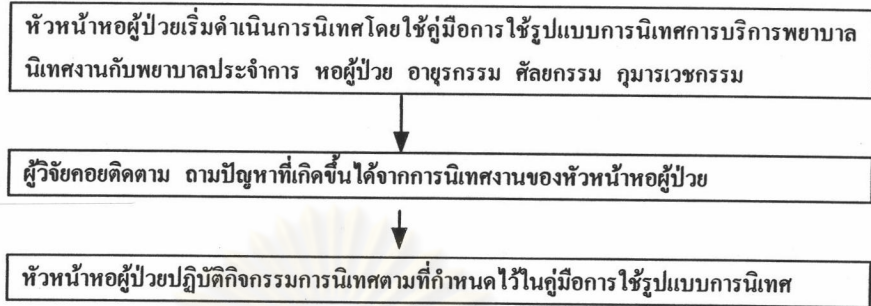 หัวหน้าหอผู้ป่วยเริ่มดำเนินการนิเทศโดยใช้คู่มือการใช้รูปแบบการนิเทศการบริการพยาบาล
นิเทศงานกับพยาบาลประจำการ หอผู้ป่วย อายุรกรรม ศัลยกรรม กุมารเวชกรรม
ผู้วิจัยคอยติดตาม ถามปัญหาที่เกิดขึ้นได้จากการนิเทศงานของหัวหน้าหอผู้ป่วย
หัวหน้าหอผู้ป่วยปฏิบัติกิจกรรมการนิเทศตามที่กำหนดไว้ในคู่มือการใช้รูปแบบการนิเทศ